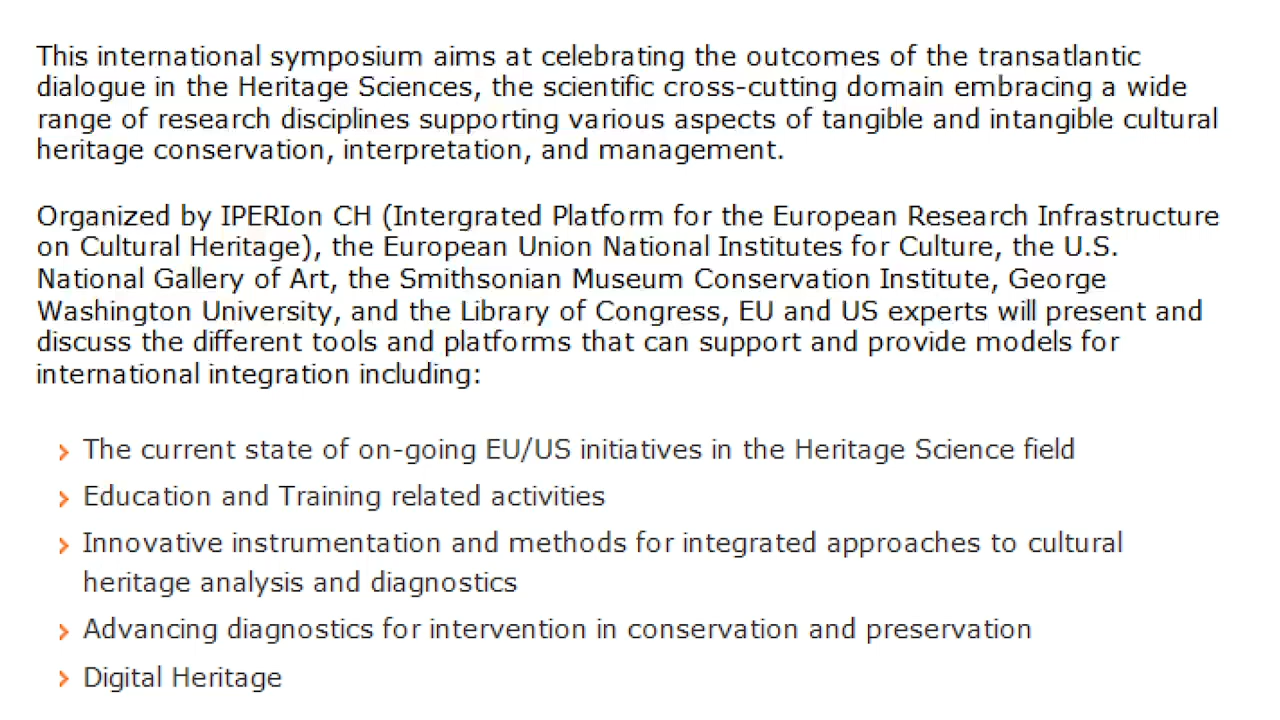 This international symposium aims at celebrating the outcomes of the transatlantic
dialogue in the Heritage Sciences, the scientific cross-cutting domain embracing a wide
range of research disciplines supporting various aspects of tangible and intangible cultural
heritage conservation, interpretation, and management.
Organized by IPERIon CH (Intergrated Platform for the European Research Infrastructure
on Cultural Heritage), the European Union National Institutes for Culture, the U.S.
National Gallery of Art, the Smithsonian Museum Conservation Institute, George
Washington University, and the Library of Congress, EU and US experts will present and
discuss the different tools and platforms that can support and provide models for
international integration including:
The current state of on-going EU/US initiatives in the Heritage Science field
Education and Training related activities
Innovative instrumentation and methods for integrated approaches to cultural
heritage analysis and diagnostics
Advancing diagnostics for intervention in conservation and preservation
Digital Heritage